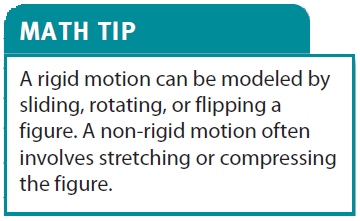 MATH TIP
A rigid motion can be modeled by
sliding, rotating, or flipping a
figure. A non-rigid motion often
involves stretching or compressing
the figure.